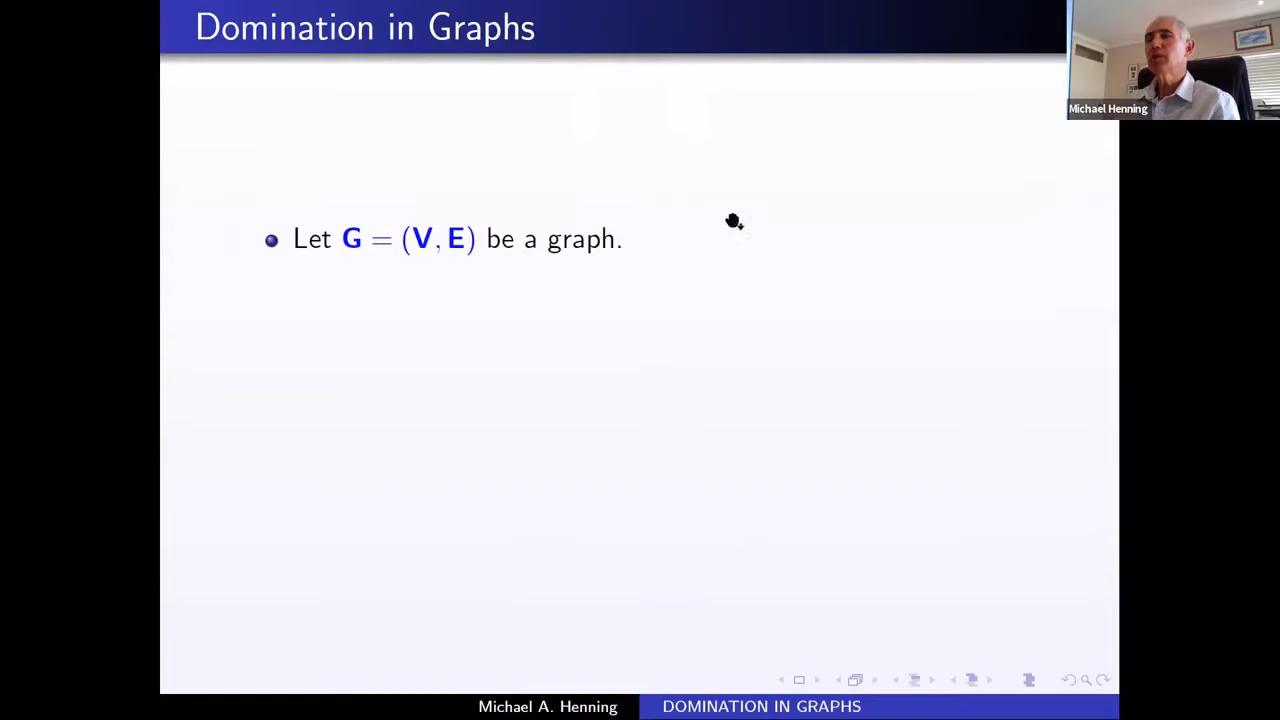 Domination in Graphs
Michael Henning
Let G = (V, E) be a graph.
Michael A. Henning
DOMINATION IN GRAPHS